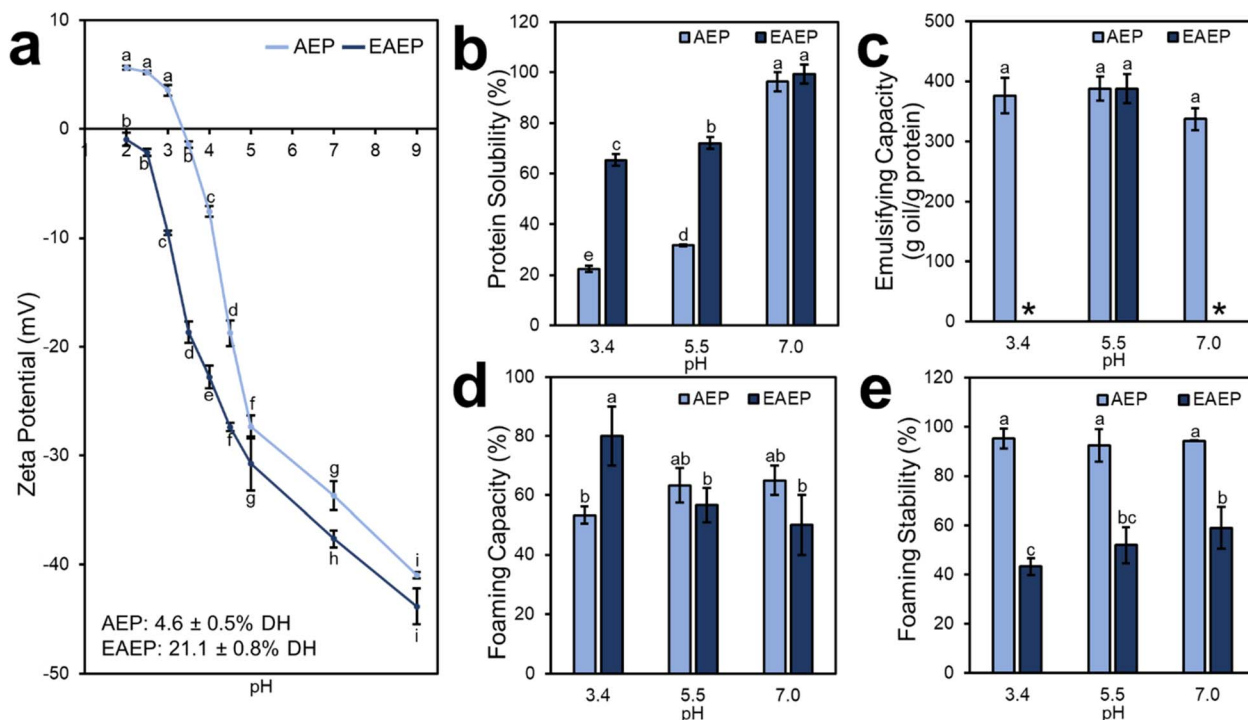 a
AEP
EAEP
10
0
-10
-20
-30
-40
-50
Zeta Potential (mV)
1 2 3 4 5 6 7 8 9
a a a b c d f g i
b b c d e f g h i
AEP: 4.6 ± 0.5% DH
EAEP: 21.1 ± 0.8% DH
pH
b
AEP
EAEP
120
100
80
60
40
20
0
Protein Solubility (%)
e c d b a a
3.4 5.5 7.0
pH
c
AEP
EAEP
500
400
300
200
100
0
Emulsifying Capacity
(g oil/g protein)
a * a a a *
3.4 5.5 7.0
pH
d
AEP
EAEP
100
80
60
40
20
0
Foaming Capacity (%)
b a ab b ab b
3.4 5.5 7.0
pH
e
AEP
EAEP
120
100
80
60
40
20
0
Foaming Stability (%)
a c a bc a b
3.4 5.5 7.0
pH